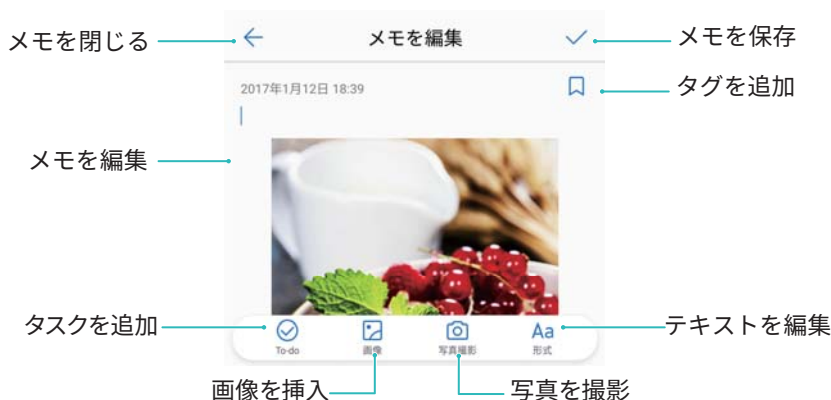 メモを閉じる
メモを編集
メモを保存
2017年1月12日 18:39
タグを追加
メモを編集
タスクを追加
To-do
画像
写真撮影
Aa
形式
テキストを編集
画像を挿入
写真を撮影